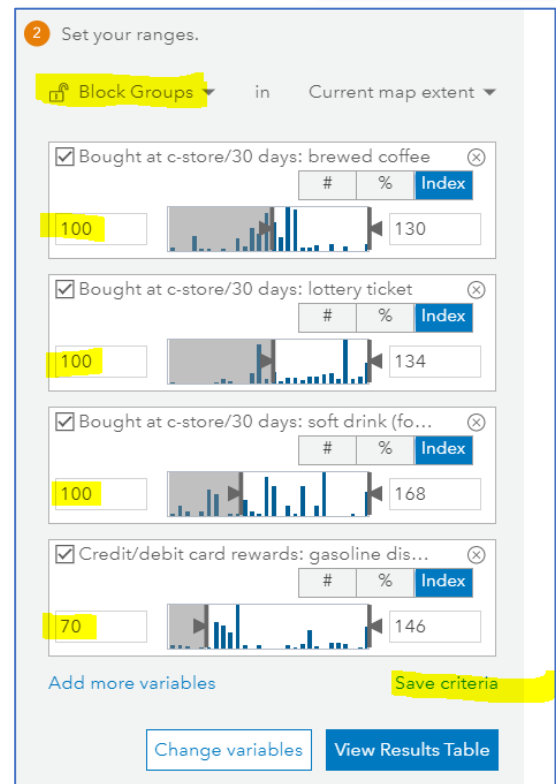 2 Set your ranges.
Block Groups in Current map extent
Bought at c-store/30 days: brewed coffee
# % Index
100 130
Bought at c-store/30 days: lottery ticket
# % Index
100 134
Bought at c-store/30 days: soft drink (fo...
# % Index
100 168
Credit/debit card rewards: gasoline dis...
# % Index
70 146
Add more variables Save criteria
Change variables View Results Table